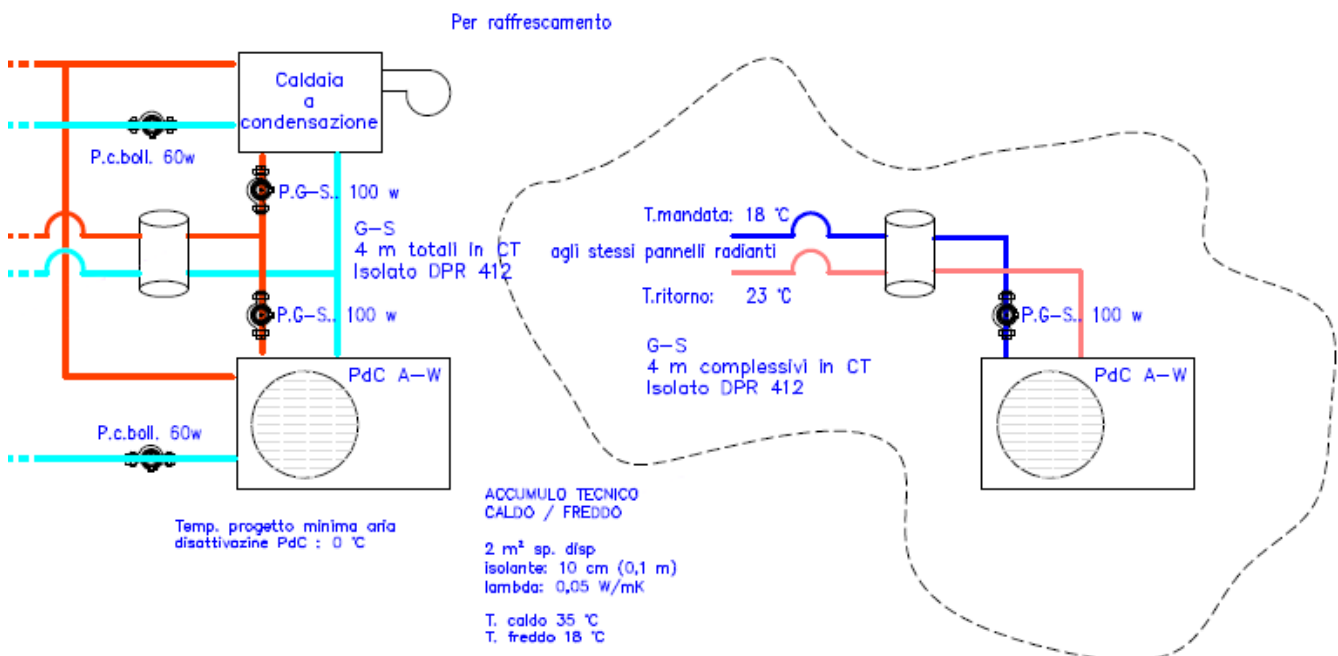 Per raffrescamento
Caldaia
a
condensazione
P.c.boll. 60w
P.G-S.. 100 w
G-S
4 m totali in CT
Isolato DPR 412
P.G-S.. 100 w
PdC A-W
P.c.boll. 60w
Temp. progetto minima aria
disattivazine PdC : 0 °C
ACCUMULO TECNICO
CALDO / FREDDO
2 m² sp. disp
isolante: 10 cm (0,1 m)
lambda: 0,05 W/mK
T. caldo 35 °C
T. freddo 18 °C
T.mandata: 18 °C
agli stessi pannelli radianti
T.ritorno: 23 °C
G-S
4 m complessivi in CT
Isolato DPR 412
P.G-S.. 100 w
PdC A-W